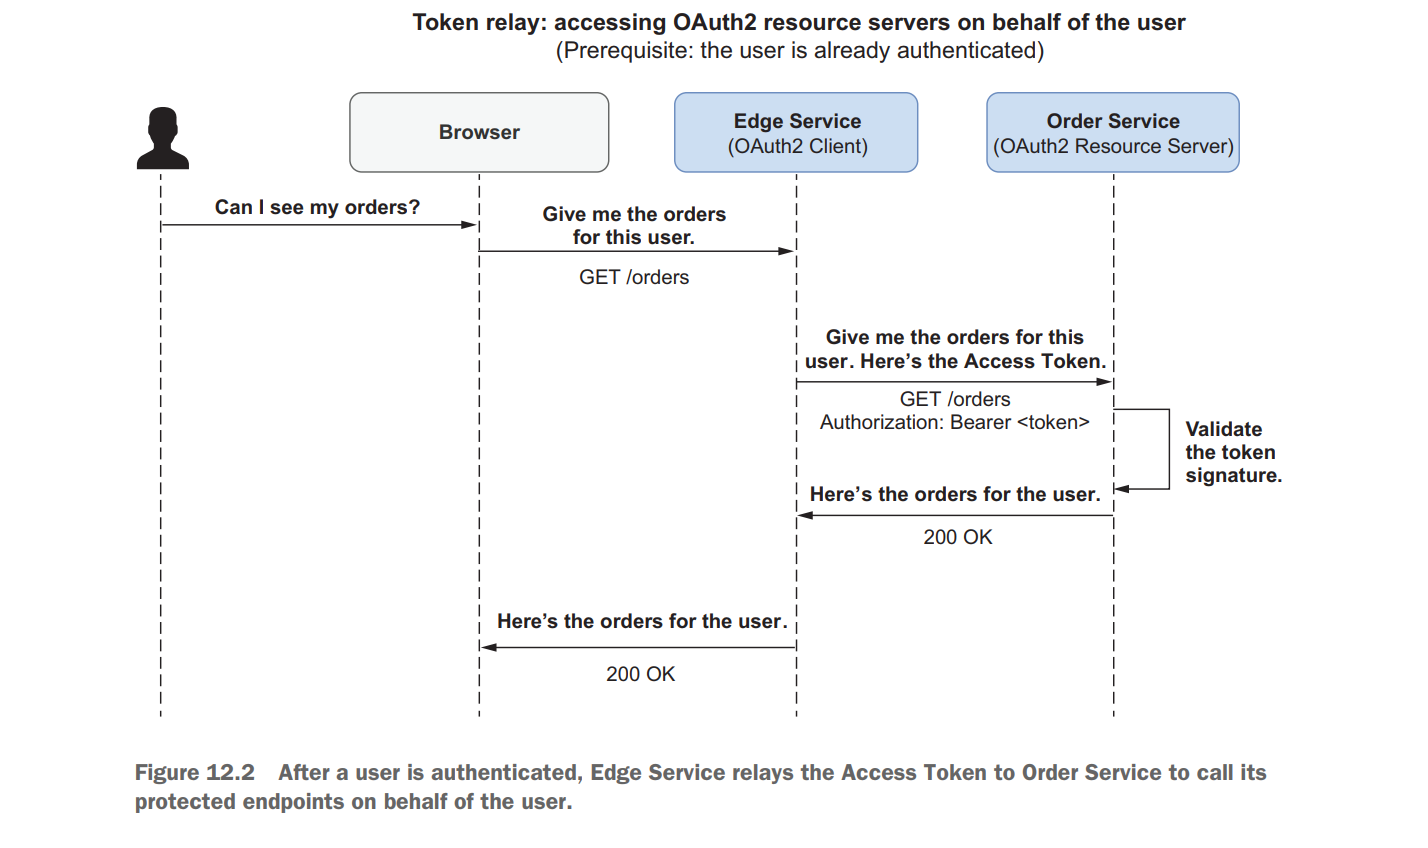 Token relay: accessing OAuth2 resource servers on behalf of the user
(Prerequisite: the user is already authenticated)
Browser
Edge Service
(OAuth2 Client)
Order Service
(OAuth2 Resource Server)
Can I see my orders?
Give me the orders
for this user.
GET /orders
Give me the orders for this
user. Here’s the Access Token.
GET /orders
Authorization: Bearer <token>
Validate
the token
signature.
Here’s the orders for the user.
200 OK
Here’s the orders for the user.
200 OK
Figure 12.2 After a user is authenticated, Edge Service relays the Access Token to Order Service to call its
protected endpoints on behalf of the user.